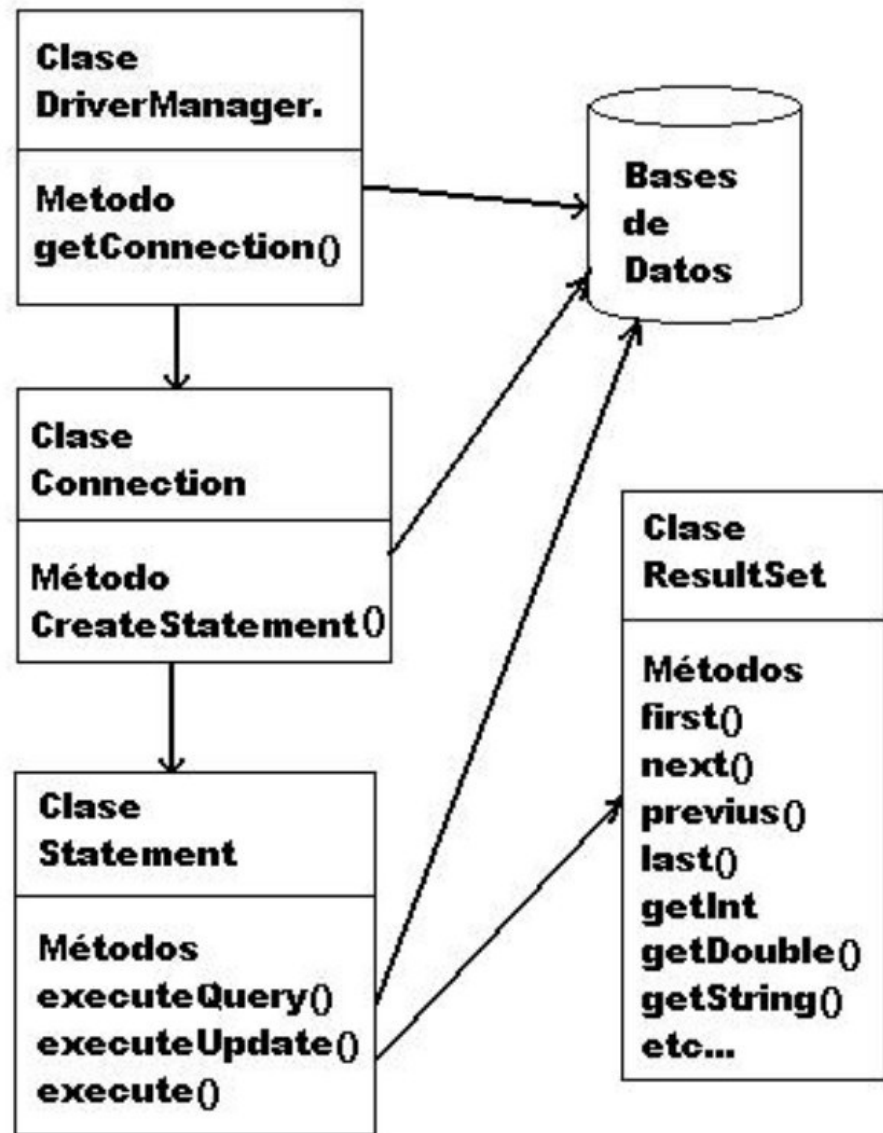 Clase
DriverManager.
Metodo
getConnection()
Bases
de
Datos
Clase
Connection
Método
CreateStatement()
Clase
Statement
Métodos
executeQuery()
executeUpdate()
execute()
Clase
ResultSet
Métodos
first()
next()
previus()
last()
getInt
getDouble()
getString()
etc...